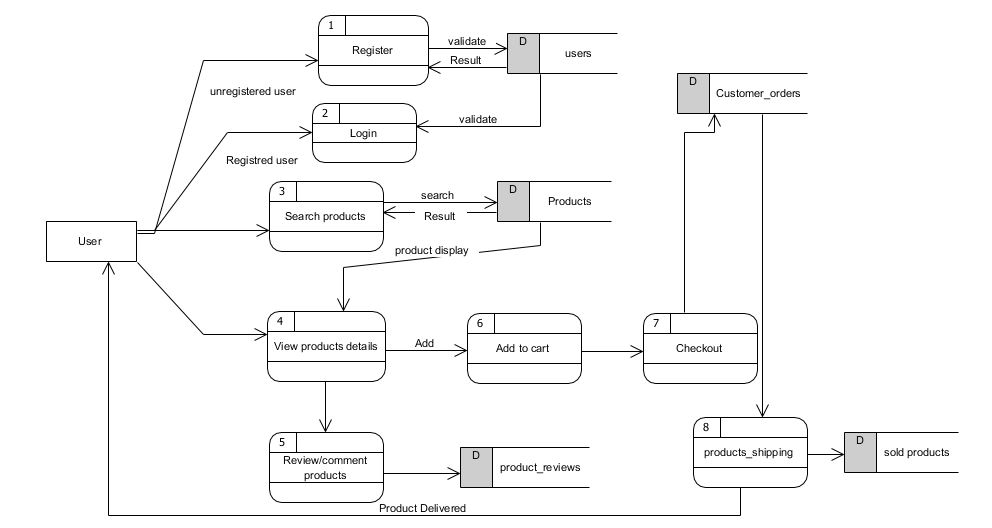 1
Register
validate
Result
D
users
unregistered user
2
Login
validate
Registred user
D
Customer_orders
3
Search products
search
Result
D
Products
User
product display
4
View products details
Add
6
Add to cart
7
Checkout
5
Review/comment
products
D
product_reviews
8
products_shipping
D
sold products
Product Delivered